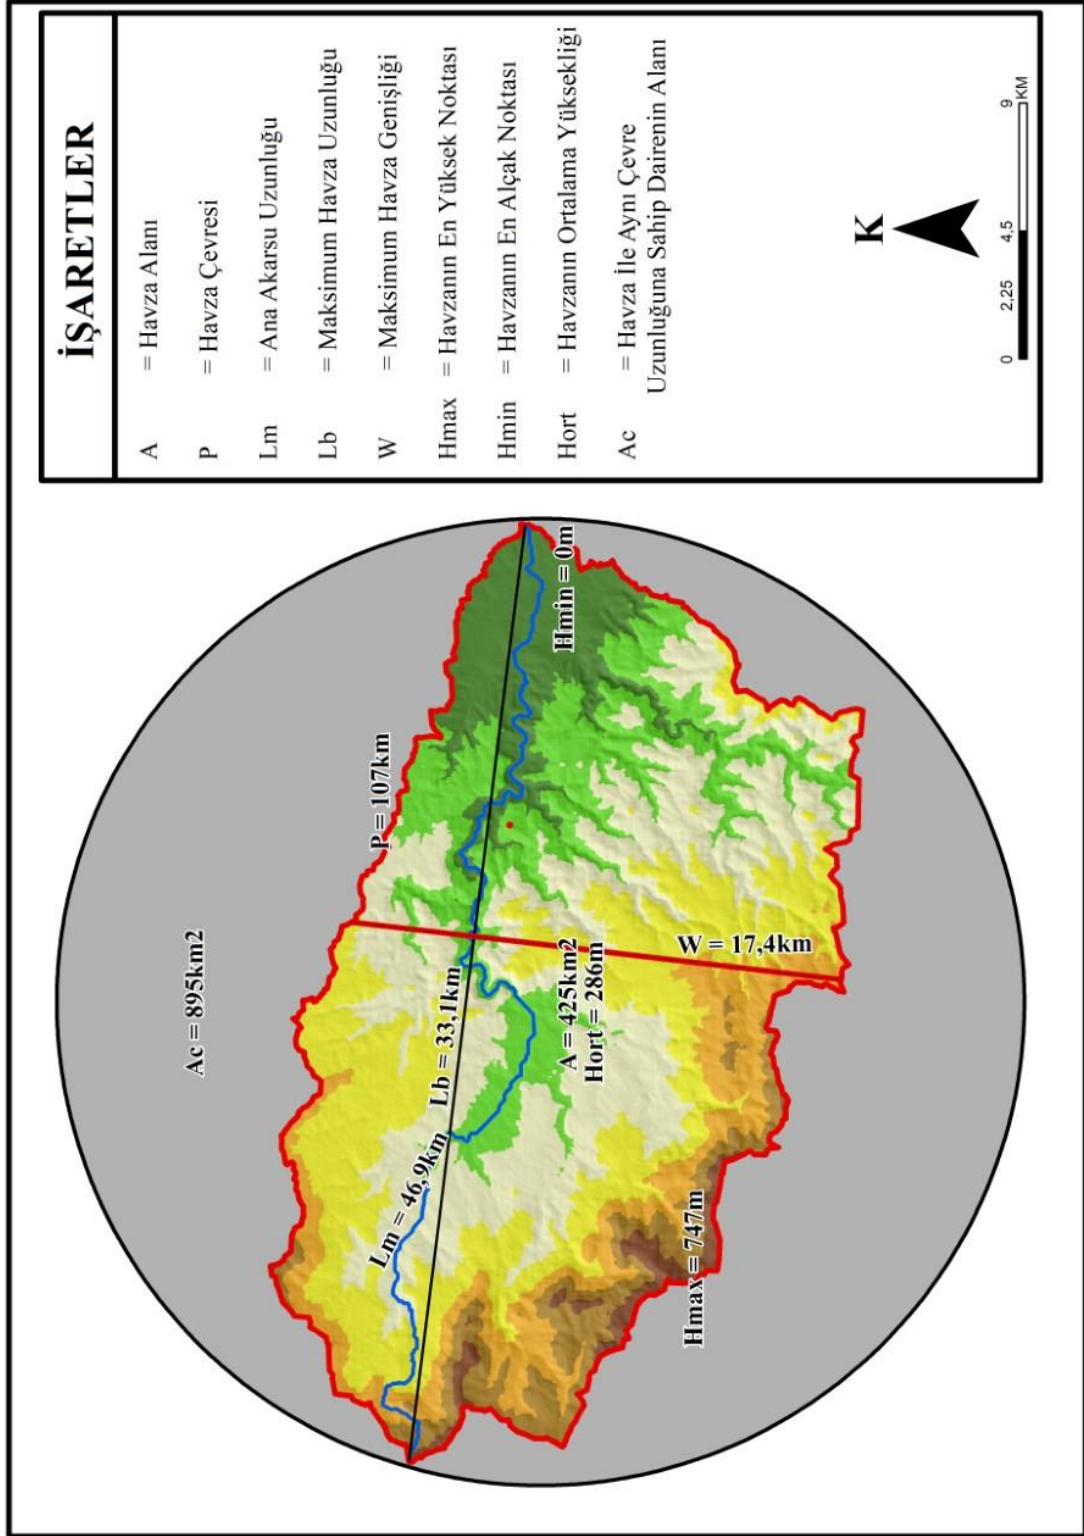 İŞARETLER
A = Havza Alanı
P = Havza Çevresi
Lm = Ana Akarsu Uzunluğu
Lb = Maksimum Havza Uzunluğu
W = Maksimum Havza Genişliği
Hmax = Havzanın En Yüksek Noktası
Hmin = Havzanın En Alçak Noktası
Hort = Havzanın Ortalama Yüksekliği
Ac = Havza İle Aynı Çevre
Uzunluğuna Sahip Dairenin Alanı
K
0 2,25 4,5 9
KM
Ac = 895km2
P = 107km
Lm = 46,9km
Lb = 33,1km
Hmin = 0m
A = 425km2
Hort = 286m
W = 17,4km
Hmax = 747m